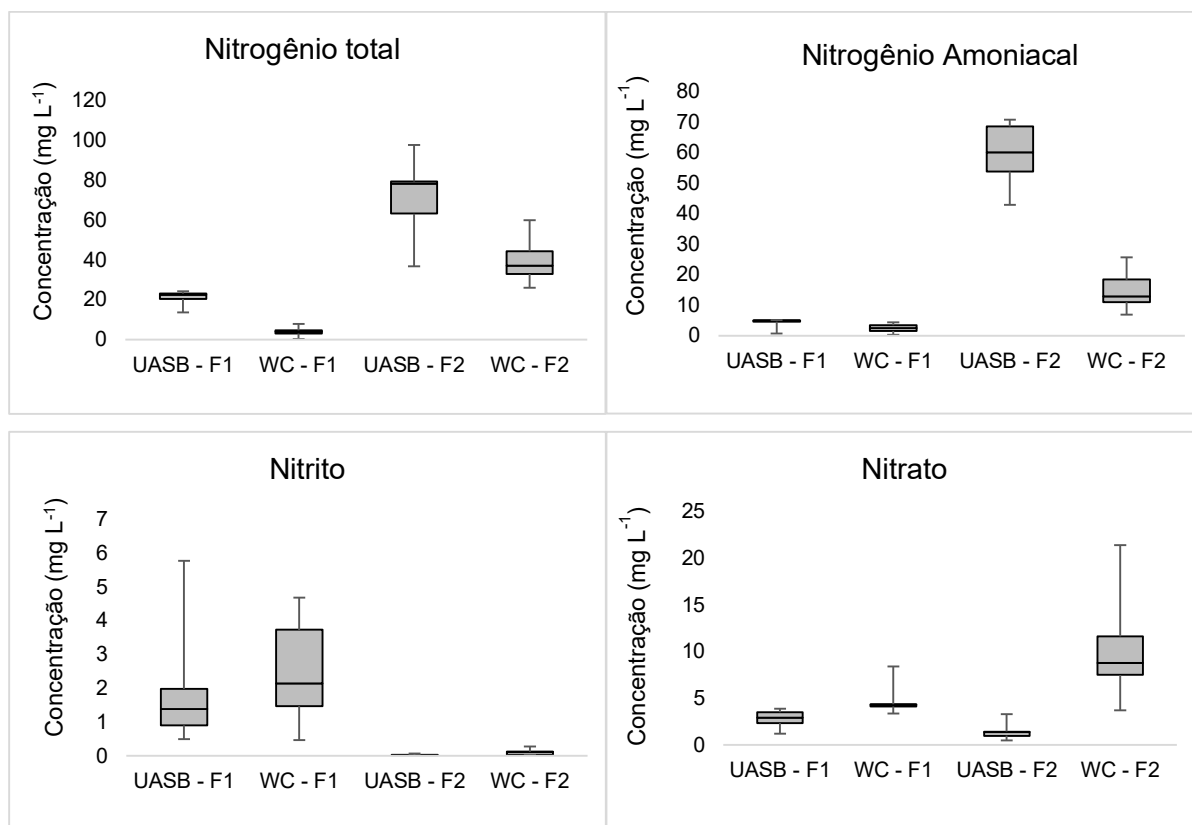 Nitrogênio total
Concentração (mg L⁻¹)
120
100
80
60
40
20
0
UASB - F1 WC - F1 UASB - F2 WC - F2
Nitrogênio Amoniacal
Concentração (mg L⁻¹)
80
70
60
50
40
30
20
10
0
UASB - F1 WC - F1 UASB - F2 WC - F2
Nitrito
Concentração (mg L⁻¹)
7
6
5
4
3
2
1
0
UASB - F1 WC - F1 UASB - F2 WC - F2
Nitrato
Concentração (mg L⁻¹)
25
20
15
10
5
0
UASB - F1 WC - F1 UASB - F2 WC - F2